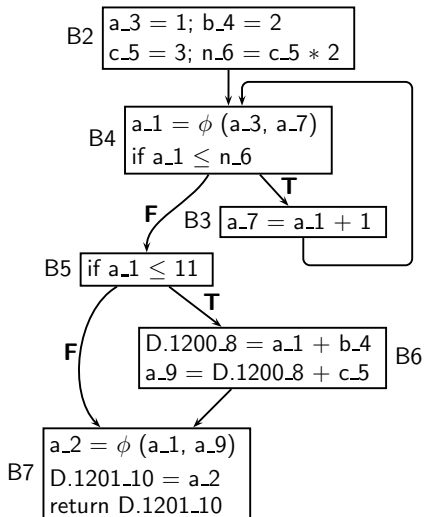 B2
a_3 = 1; b_4 = 2
c_5 = 3; n_6 = c_5 * 2
B4
a_1 = ϕ (a_3, a_7)
if a_1 ≤ n_6
T
F
B3
a_7 = a_1 + 1
B5
if a_1 ≤ 11
T
F
D.1200_8 = a_1 + b_4
a_9 = D.1200_8 + c_5
B6
B7
a_2 = ϕ (a_1, a_9)
D.1201_10 = a_2
return D.1201_10